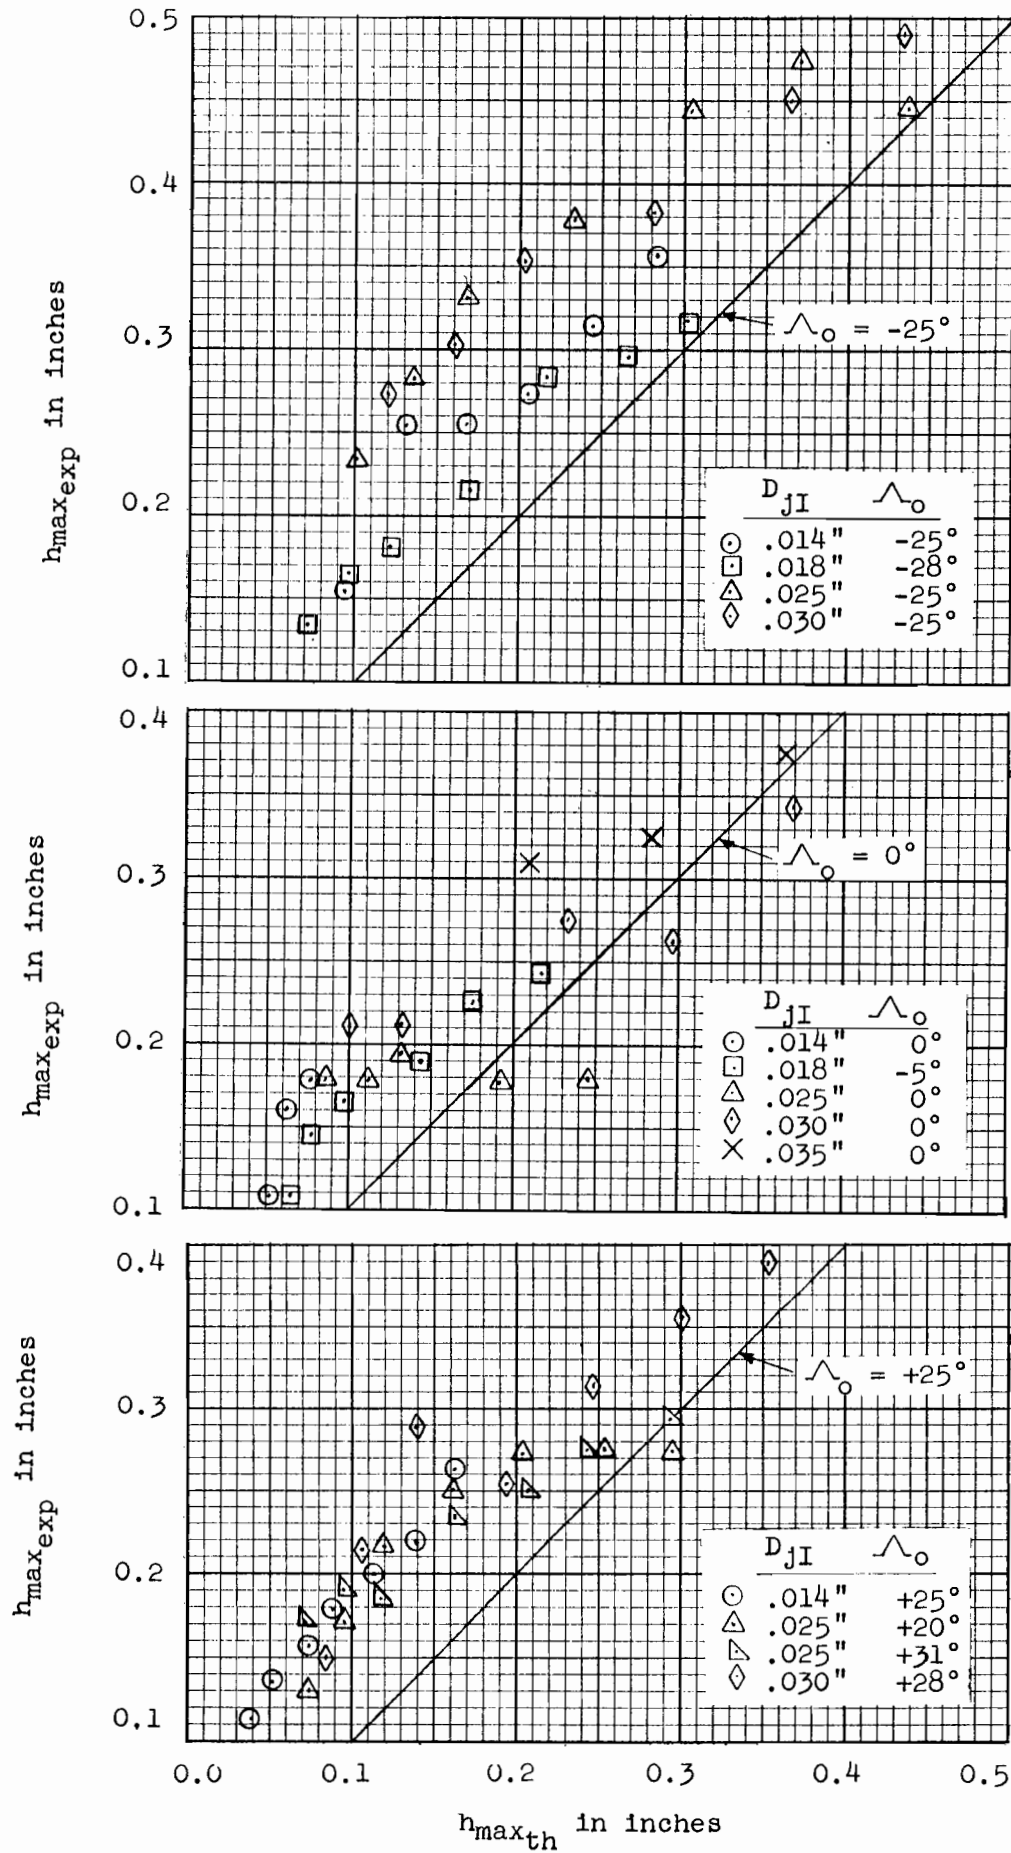 0.5
0.4
0.3
0.2
0.1
h_max_exp in inches
Λ_o = -25°
D_jI Λ_o
.014" -25°
.018" -28°
.025" -25°
.030" -25°
0.4
0.3
0.2
0.1
h_max_exp in inches
Λ_o = 0°
D_jI Λ_o
.014" 0°
.018" -5°
.025" 0°
.030" 0°
.035" 0°
0.4
0.3
0.2
0.1
h_max_exp in inches
Λ_o = +25°
D_jI Λ_o
.014" +25°
.025" +20°
.025" +31°
.030" +28°
0.0 0.1 0.2 0.3 0.4 0.5
h_max_th in inches